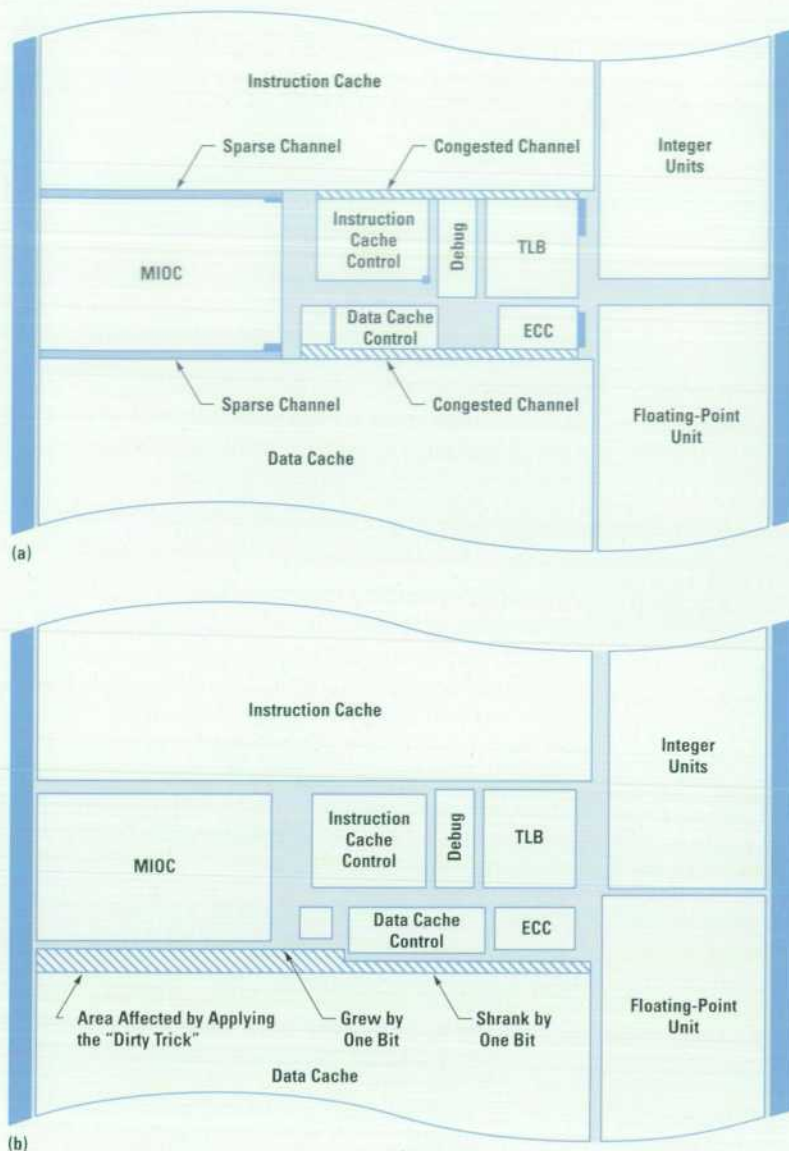 Instruction Cache
Integer
Units
Sparse Channel
Congested Channel
MIOC
Instruction
Cache
Control
Debug
TLB
Data Cache
Control
ECC
Sparse Channel
Congested Channel
Data Cache
Floating-Point
Unit
(a)
Instruction Cache
Integer
Units
MIOC
Instruction
Cache
Control
Debug
TLB
Data Cache
Control
ECC
Area Affected by Applying
the "Dirty Trick"
Grew by
One Bit
Shrank by
One Bit
Data Cache
Floating-Point
Unit
(b)